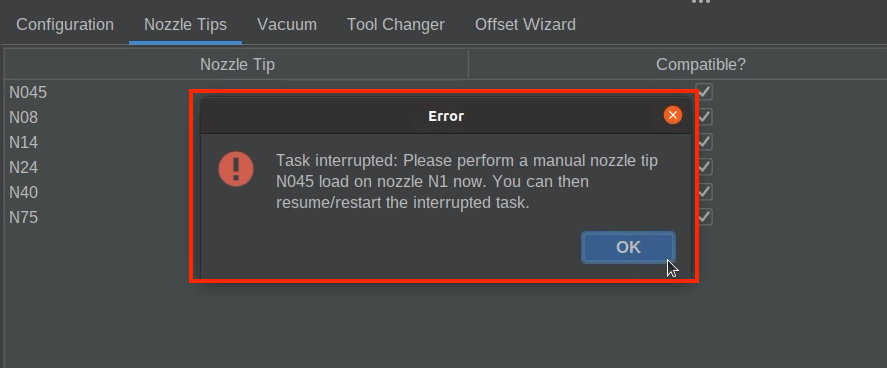 Configuration Nozzle Tips Vacuum Tool Changer Offset Wizard
Nozzle Tip Compatible?
N045
N08
N14
N24
N40
N75
Error
Task interrupted: Please perform a manual nozzle tip
N045 load on nozzle N1 now. You can then
resume/restart the interrupted task.
OK